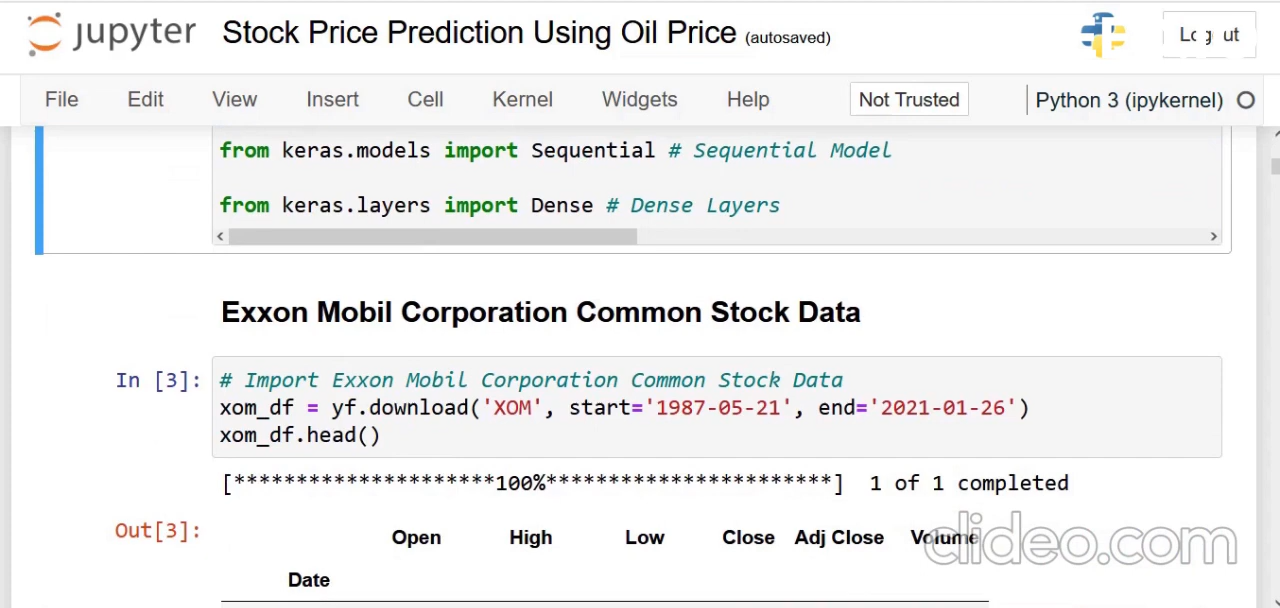 jupyter Stock Price Prediction Using Oil Price (autosaved)
File Edit View Insert Cell Kernel Widgets Help Not Trusted Python 3 (ipykernel)
from keras.models import Sequential # Sequential Model
from keras.layers import Dense # Dense Layers
Exxon Mobil Corporation Common Stock Data
In [3]: # Import Exxon Mobil Corporation Common Stock Data
xom_df = yf.download('XOM', start='1987-05-21', end='2021-01-26')
xom_df.head()
[*********************100%***********************] 1 of 1 completed
Out[3]: Open High Low Close Adj Close Volume
clideo.com
Date